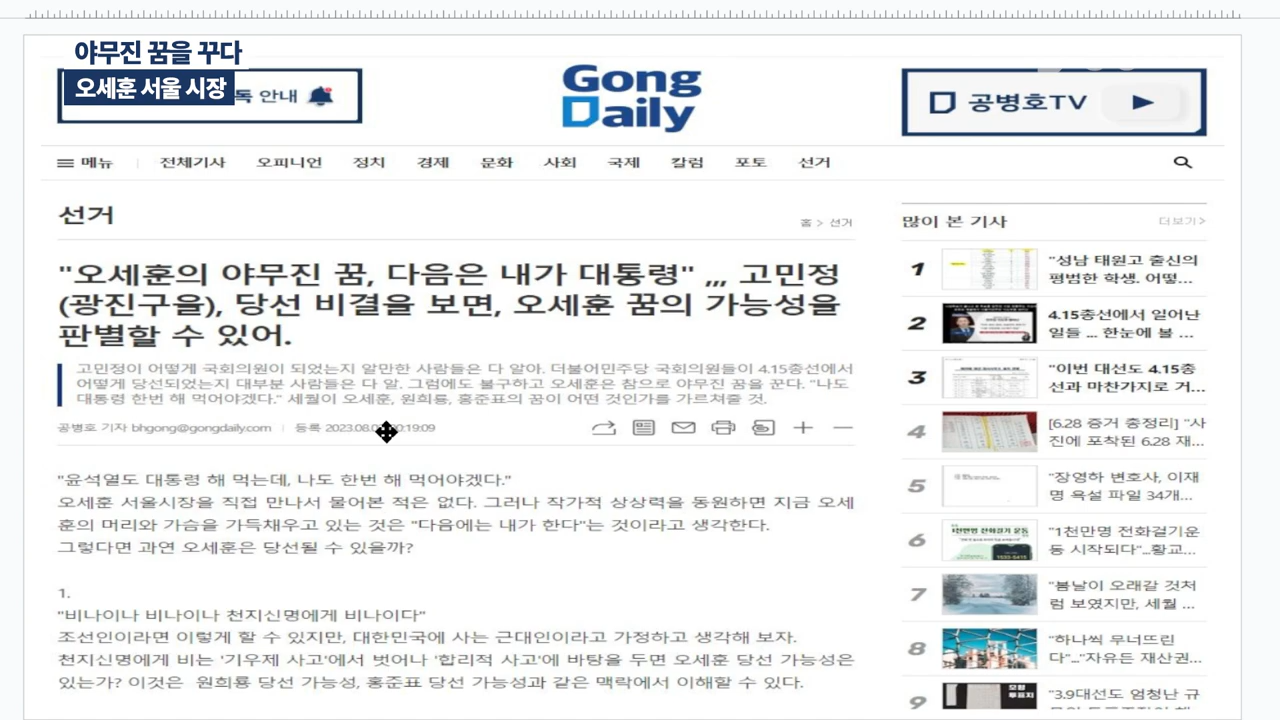 야무진 꿈을 꾸다
오세훈 서울 시장
독 안내
Gong
Daily
공병호TV
메뉴
전체기사
오피니언
정치
경제
문화
사회
국제
칼럼
포토
선거
선거
홈 > 선거
"오세훈의 야무진 꿈, 다음은 내가 대통령" ,,, 고민정
(광진구을), 당선 비결을 보면, 오세훈 꿈의 가능성을
판별할 수 있어.
고민정이 어떻게 국회의원이 되었는지 알만한 사람들은 다 알아. 더불어민주당 국회의원들이 4.15총선에서
어떻게 당선되었는지 대부분 사람들은 다 알. 그럼에도 불구하고 오세훈은 참으로 야무진 꿈을 꾼다. "나도
대통령 한번 해 먹어야겠다." 세월이 오세훈, 원희룡, 홍준표의 꿈이 어떤 것인가를 가르쳐줄 것.
공병호 기자 bhgong@gongdaily.com
등록 2023.08.0 :19:09
"윤석열도 대통령 해 먹는데, 나도 한번 해 먹어야겠다."
오세훈 서울시장을 직접 만나서 물어본 적은 없다. 그러나 작가적 상상력을 동원하면 지금 오세
훈의 머리와 가슴을 가득채우고 있는 것은 "다음에는 내가 한다"는 것이라고 생각한다.
그렇다면 과연 오세훈은 당선될 수 있을까?
1.
"비나이나 비나이나 천지신명에게 비나이다"
조선인이라면 이렇게 할 수 있지만, 대한민국에 사는 근대인이라고 가정하고 생각해 보자.
천지신명에게 비는 '기우제 사고'에서 벗어나 '합리적 사고'에 바탕을 두면 오세훈 당선 가능성은
있는가? 이것은 원희룡 당선 가능성, 홍준표 당선 가능성과 같은 맥락에서 이해할 수 있다.
많이 본 기사
더보기>
1
"성남 태원고 출신의
평범한 학생. 어떻...
2
4.15총선에서 일어난
일들 ... 한눈에 볼 ...
3
"이번 대선도 4.15총
선과 마찬가지로 거...
4
[6.28 증거 총정리] "사
진에 포착된 6.28 재...
5
"장영하 변호사, 이재
명 욕설 파일 34개...
6
1천만명 전화걸기 운동
"1천만명 전화걸기운
동 시작되다"...황교...
7
"봄날이 오래갈 것처
럼 보였지만, 세월 ...
8
"하나씩 무너뜨린
다"..."자유든 재산권...
9
"3.9대선도 엄청난 규